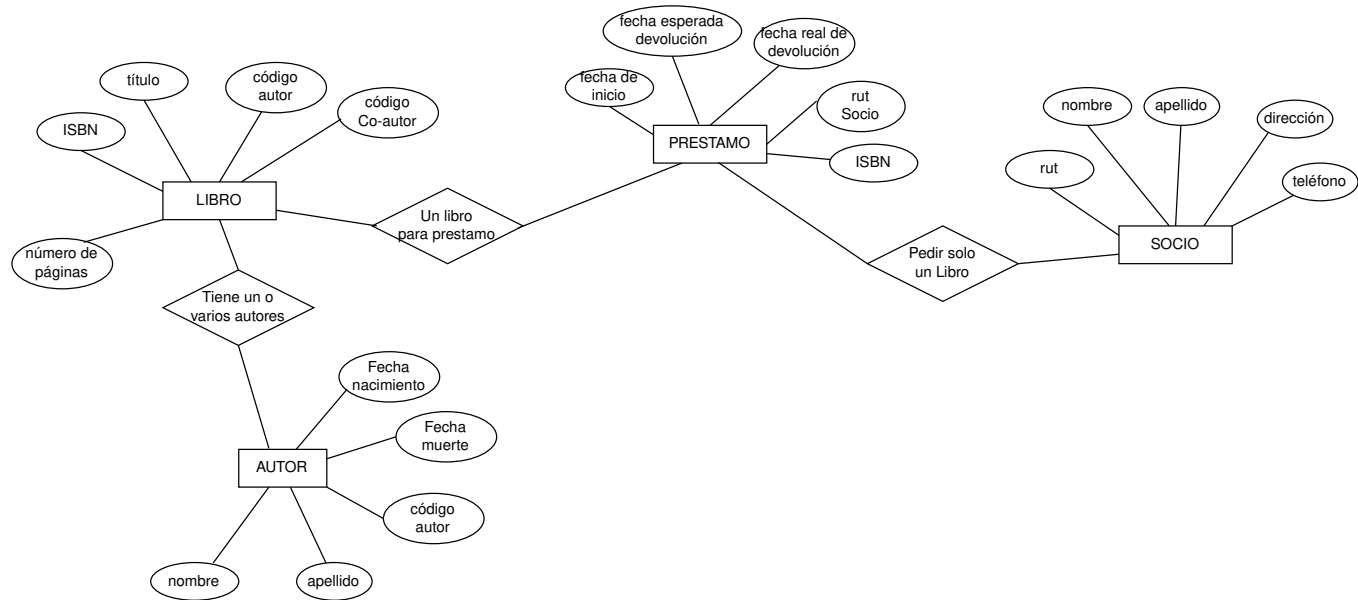 fecha esperada
devolución
fecha real de
devolución
título
código
autor
código
Co-autor
ISBN
LIBRO
número de
páginas
fecha de
inicio
rut
Socio
PRESTAMO
ISBN
nombre
apellido
dirección
rut
teléfono
SOCIO
Un libro
para prestamo
Pedir solo
un Libro
Tiene un o
varios autores
Fecha
nacimiento
Fecha
muerte
AUTOR
código
autor
nombre
apellido